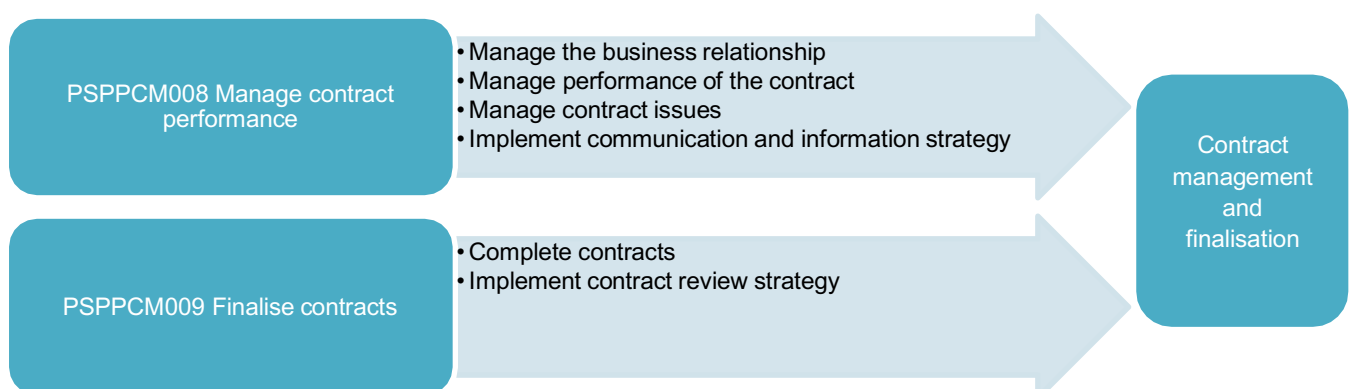 PSPPCM008 Manage contract
performance
• Manage the business relationship
• Manage performance of the contract
• Manage contract issues
• Implement communication and information strategy
PSPPCM009 Finalise contracts
• Complete contracts
• Implement contract review strategy
Contract
management
and
finalisation